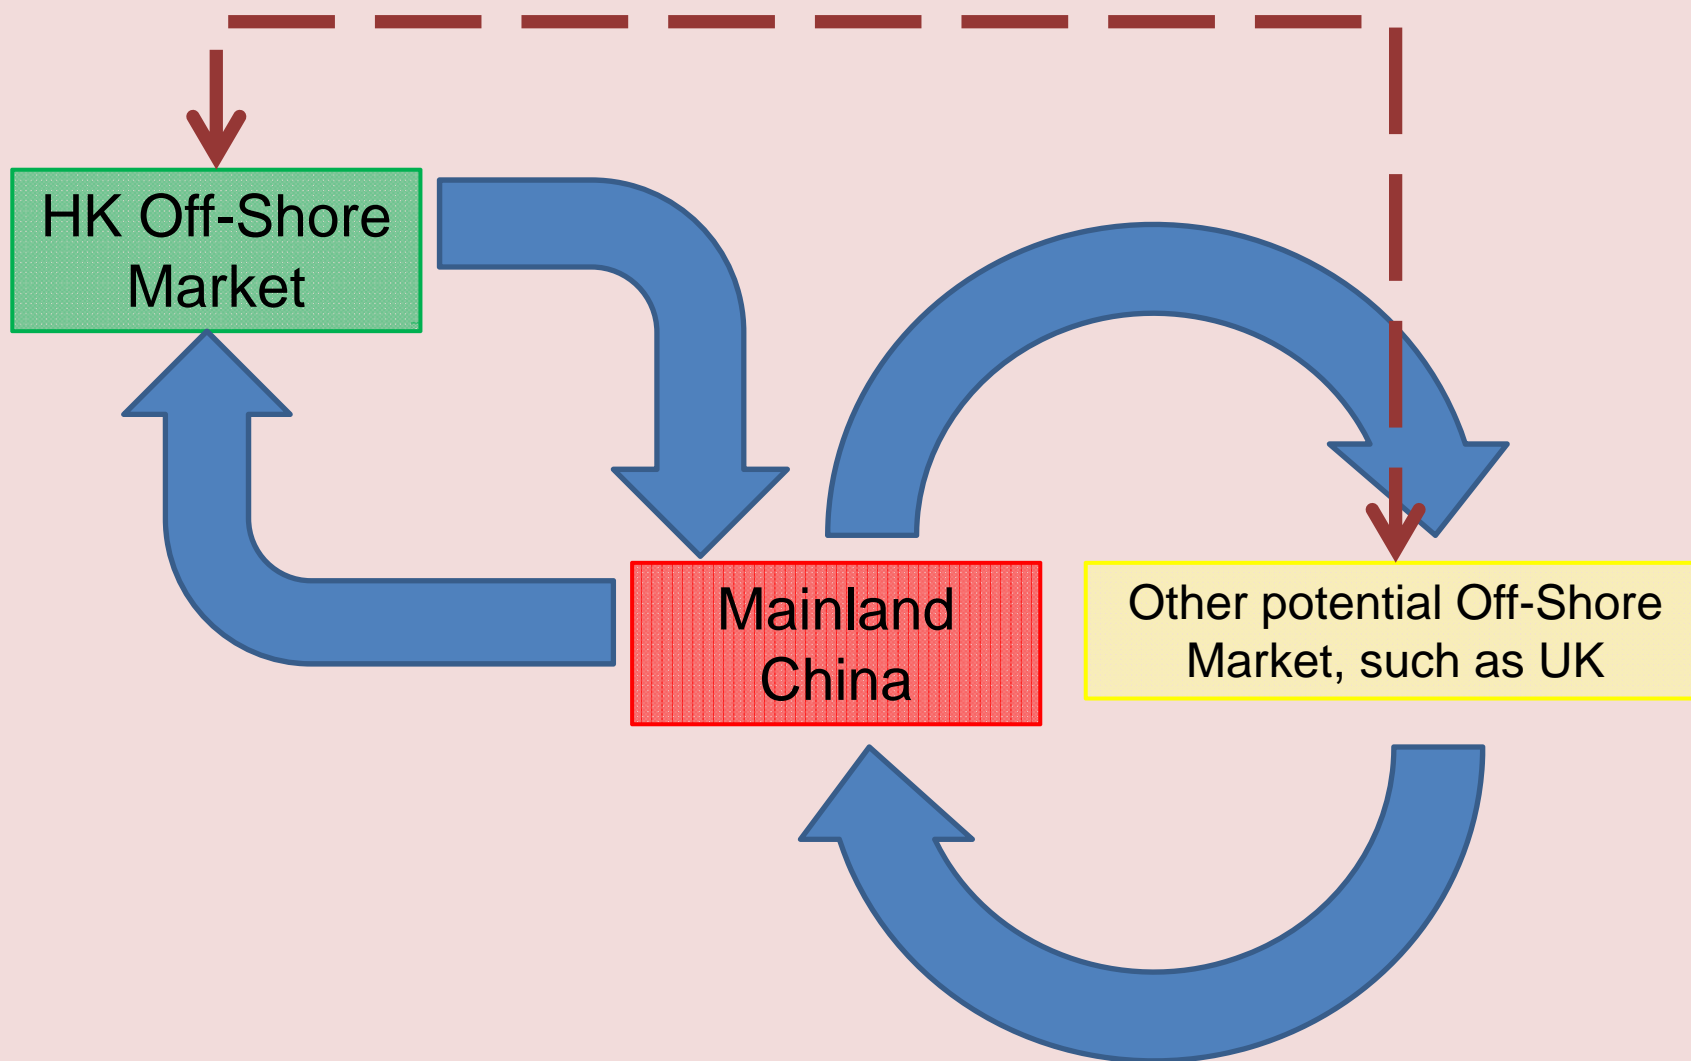 HK Off-Shore
Market
Mainland
China
Other potential Off-Shore
Market, such as UK